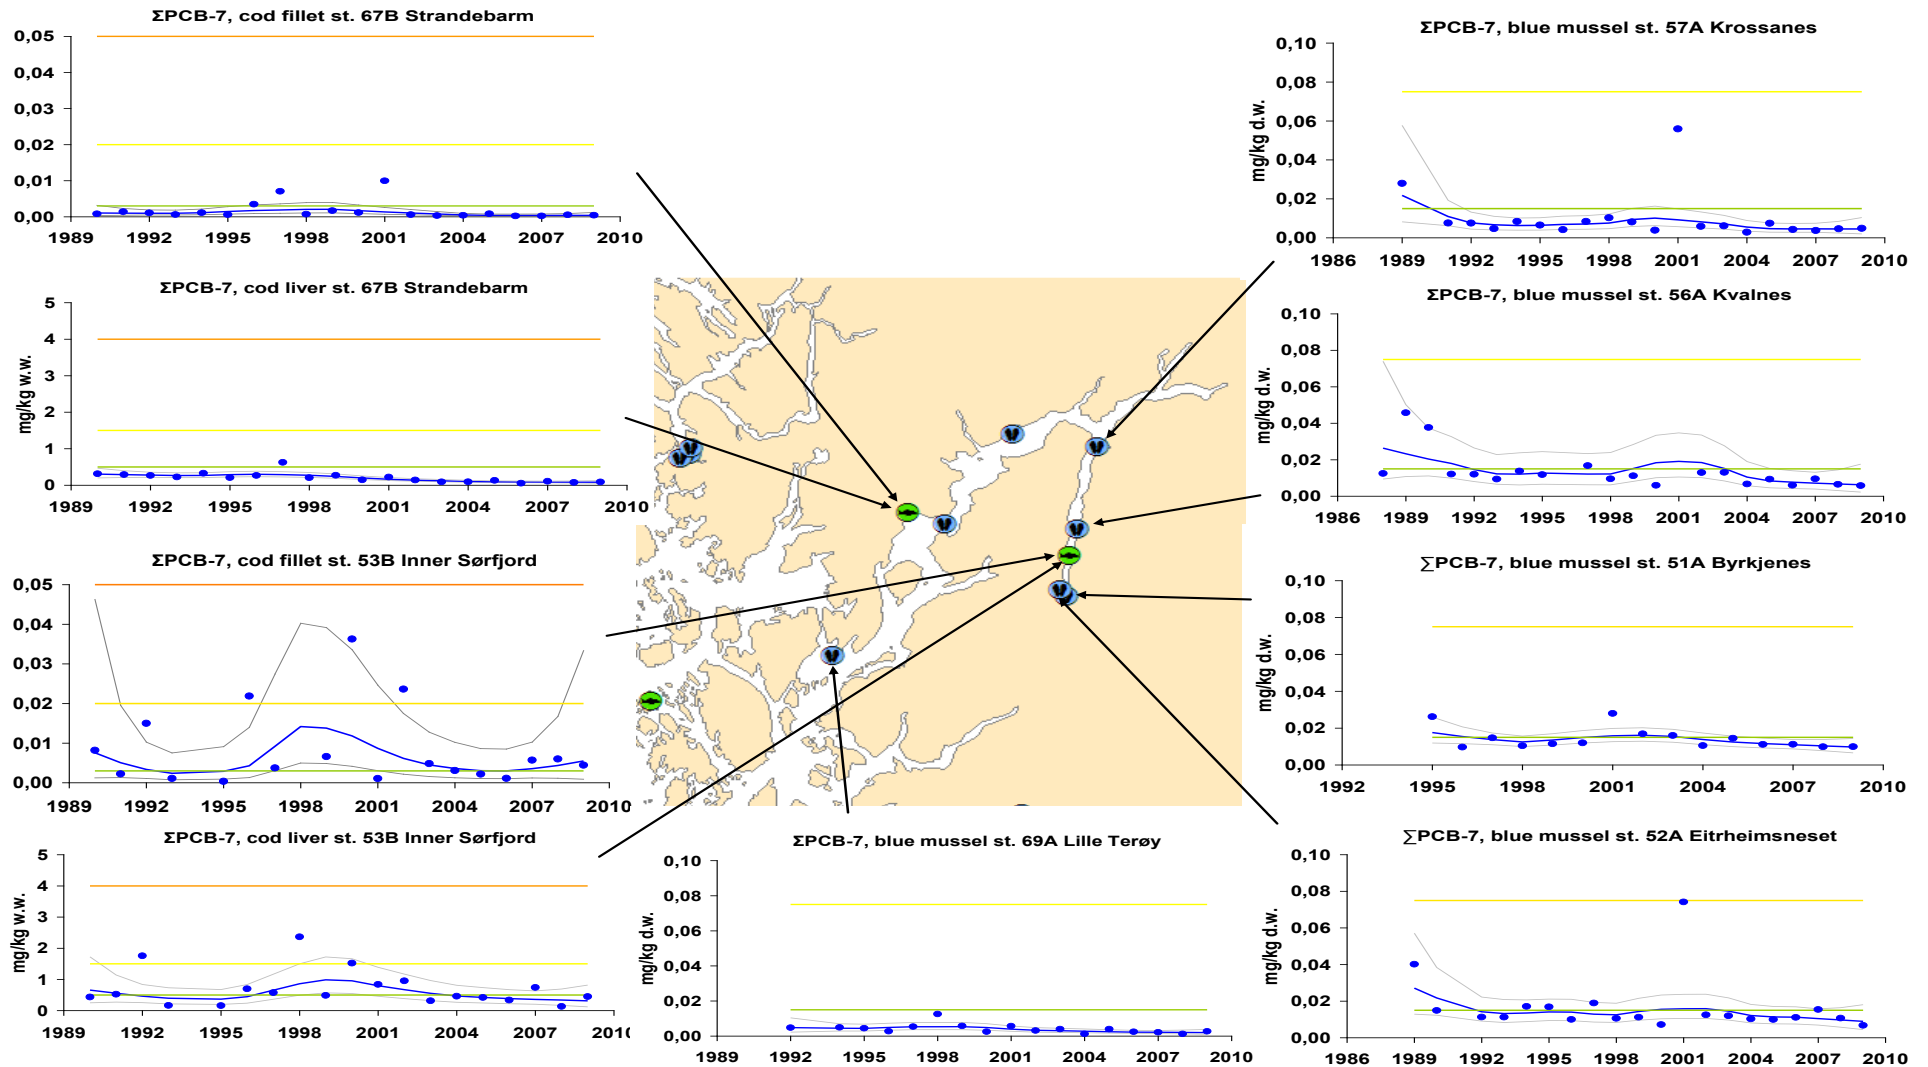 ΣPCB-7, cod fillet st. 67B Strandebarm
0,05
0,04
0,03
0,02
0,01
0,00
1989 1992 1995 1998 2001 2004 2007 2010
ΣPCB-7, cod liver st. 67B Strandebarm
mg/kg w.w.
5
4
3
2
1
0
1989 1992 1995 1998 2001 2004 2007 2010
ΣPCB-7, cod fillet st. 53B Inner Sørfjord
0,05
0,04
0,03
0,02
0,01
0,00
1989 1992 1995 1998 2001 2004 2007 2010
ΣPCB-7, cod liver st. 53B Inner Sørfjord
mg/kg w.w.
5
4
3
2
1
0
1989 1992 1995 1998 2001 2004 2007 2010
ΣPCB-7, blue mussel st. 69A Lille Terøy
mg/kg d.w.
0,10
0,08
0,06
0,04
0,02
0,00
1989 1992 1995 1998 2001 2004 2007 2010
ΣPCB-7, blue mussel st. 57A Krossanes
mg/kg d.w.
0,10
0,08
0,06
0,04
0,02
0,00
1986 1989 1992 1995 1998 2001 2004 2007 2010
ΣPCB-7, blue mussel st. 56A Kvalnes
mg/kg d.w.
0,10
0,08
0,06
0,04
0,02
0,00
1986 1989 1992 1995 1998 2001 2004 2007 2010
∑PCB-7, blue mussel st. 51A Byrkjenes
mg/kg d.w.
0,10
0,08
0,06
0,04
0,02
0,00
1992 1995 1998 2001 2004 2007 2010
∑PCB-7, blue mussel st. 52A Eitrheimsneset
mg/kg d.w.
0,10
0,08
0,06
0,04
0,02
0,00
1986 1989 1992 1995 1998 2001 2004 2007 2010